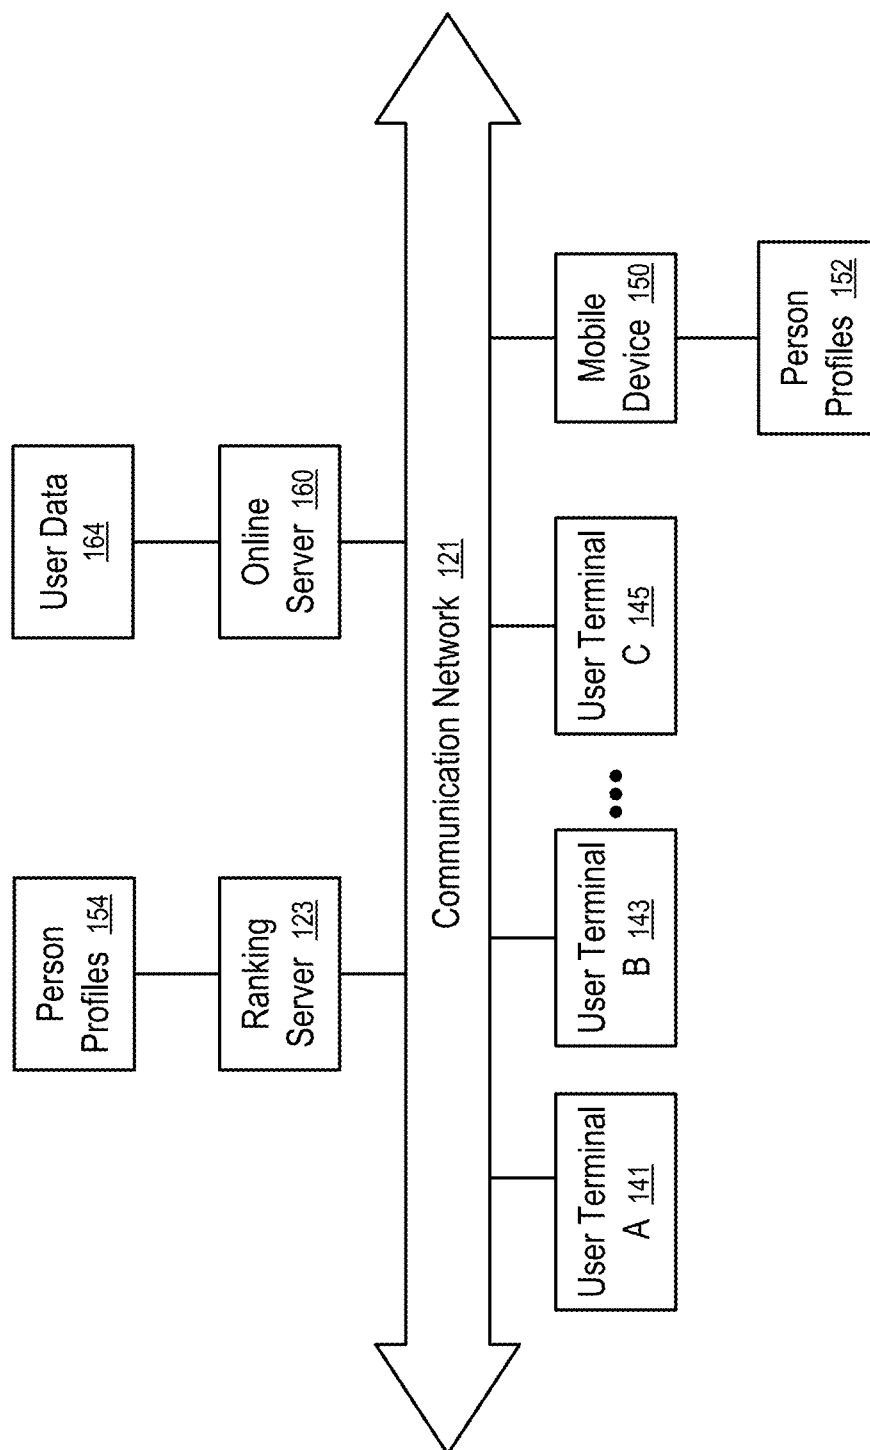 Person
Profiles 154
User Data
164
Ranking
Server 123
Online
Server 160
Communication Network 121
User Terminal
A 141
User Terminal
B 143
User Terminal
C 145
Mobile
Device 150
Person
Profiles 152